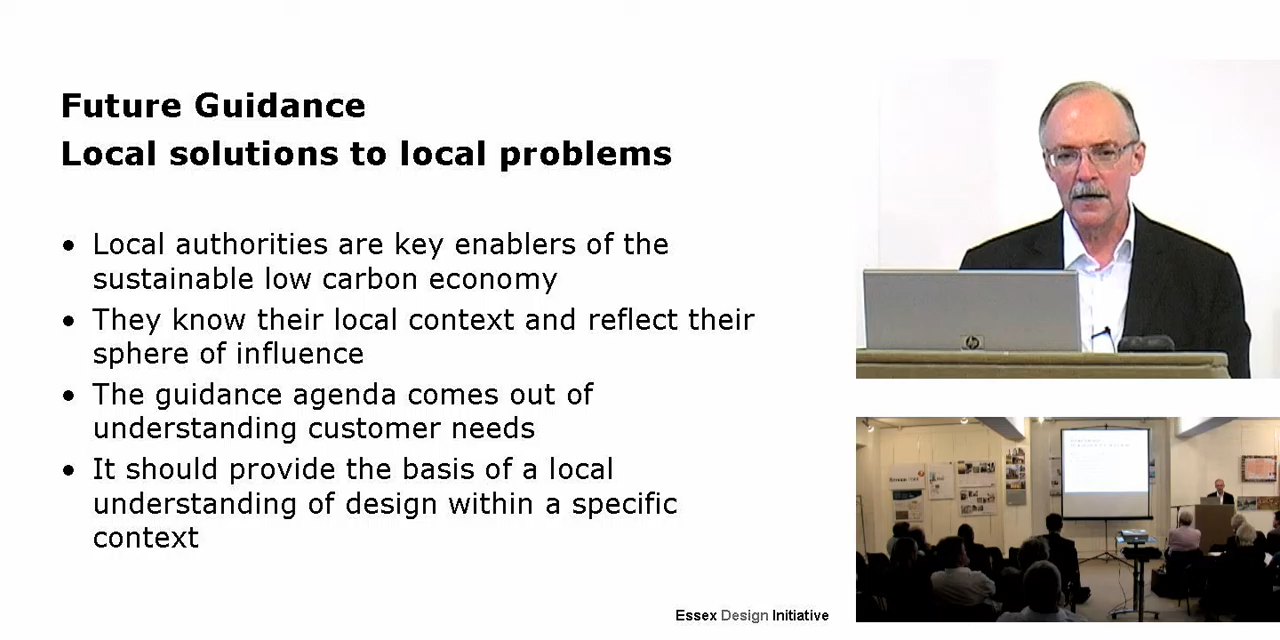 Future Guidance
Local solutions to local problems
• Local authorities are key enablers of the
sustainable low carbon economy
• They know their local context and reflect their
sphere of influence
• The guidance agenda comes out of
understanding customer needs
• It should provide the basis of a local
understanding of design within a specific
context
Essex Design Initiative
hp